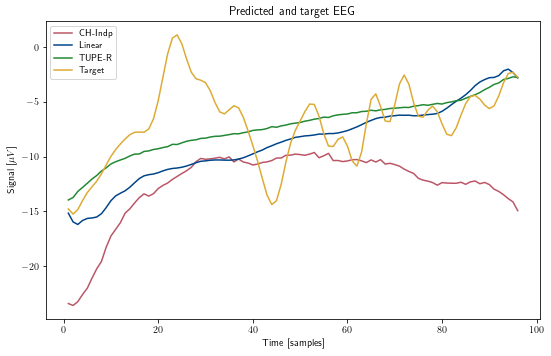 Predicted and target EEG
CH-Indp
Linear
TUPE-R
Target
Signal [μV]
0
−5
−10
−15
−20
0
20
40
60
80
100
Time [samples]